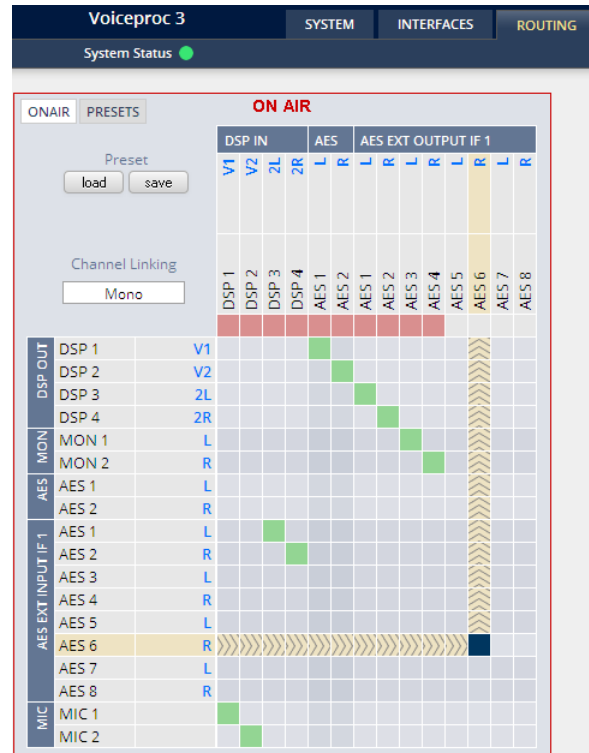 Voiceproc 3
SYSTEM
INTERFACES
ROUTING
System Status
ONAIR
PRESETS
ON AIR
DSP IN
AES
AES EXT OUTPUT IF 1
Preset
load
save
V1
V2
2L
2R
L
R
L
R
L
R
L
R
L
R
Channel Linking
Mono
DSP 1
DSP 2
DSP 3
DSP 4
AES 1
AES 2
AES 1
AES 2
AES 3
AES 4
AES 5
AES 6
AES 7
AES 8
DSP OUT
DSP 1 V1
DSP 2 V2
DSP 3 2L
DSP 4 2R
MON
MON 1 L
MON 2 R
AES
AES 1 L
AES 2 R
AES EXT INPUT IF 1
AES 1 L
AES 2 R
AES 3 L
AES 4 R
AES 5 L
AES 6 R
AES 7 L
AES 8 R
MIC
MIC 1
MIC 2